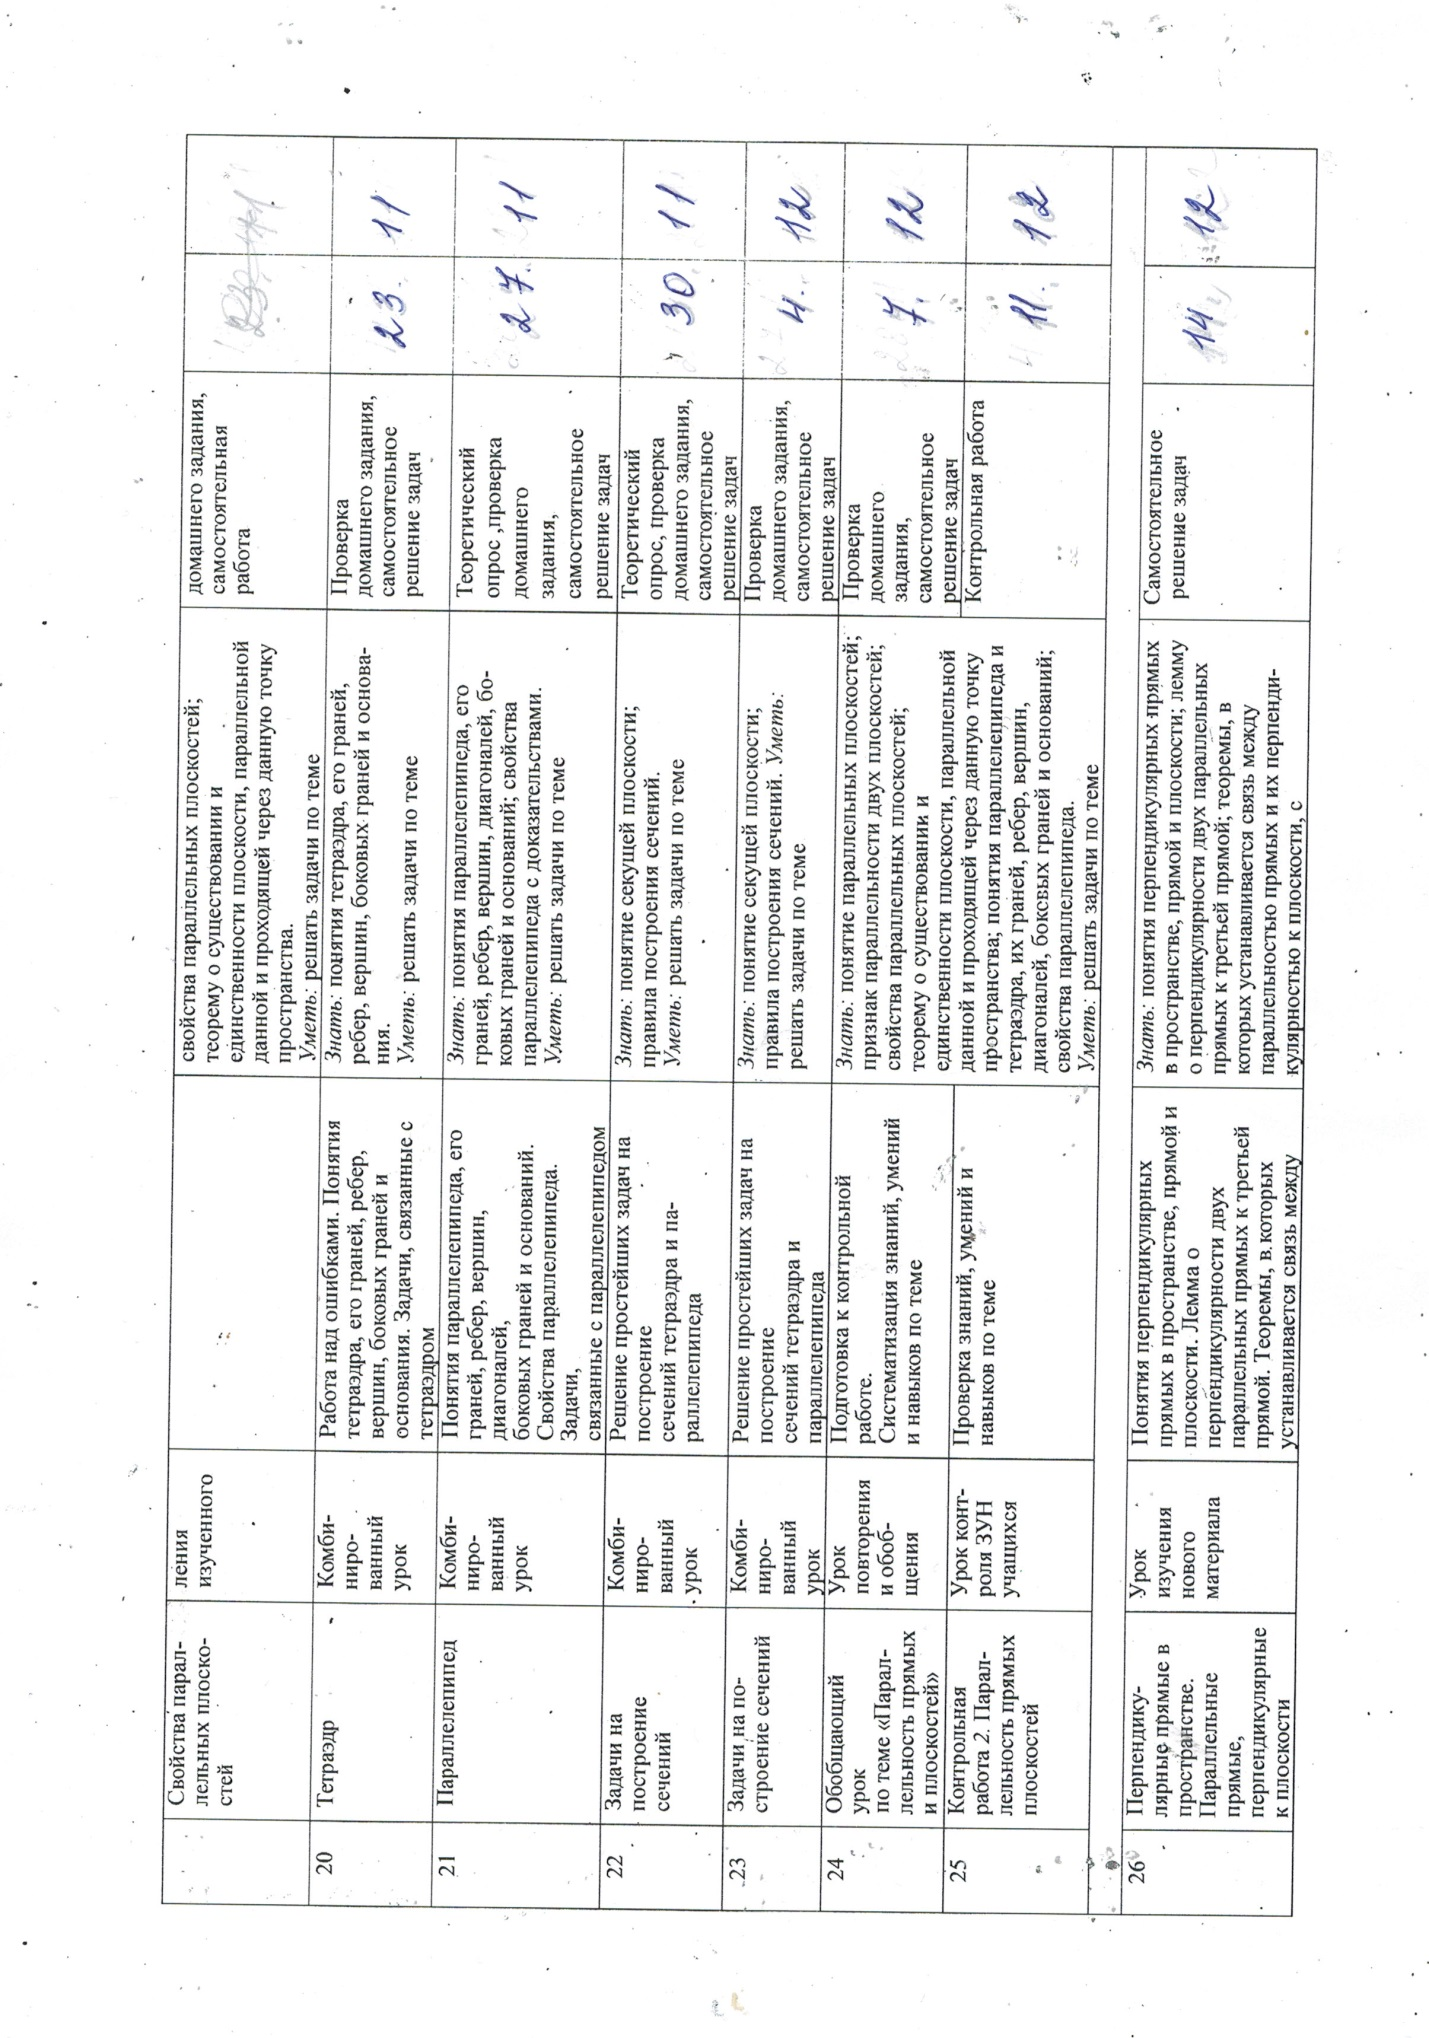 Свойства парал-
лельных плоско-
стей
ления
изученного
свойства параллельных плоскостей;
теорему о существовании и
единственности плоскости, параллельной
данной и проходящей через данную точку
пространства.
Уметь: решать задачи по теме
домашнего задания,
самостоятельная
работа
20
Тетраэдр
Комби-
ниро-
ванный
урок
Работа над ошибками. Понятия
тетраэдра, его граней, ребер,
вершин, боковых граней и
основания. Задачи, связанные с
тетраэдром
Знать: понятия тетраэдра, его граней,
ребер, вершин, боковых граней и основа-
ния.
Уметь: решать задачи по теме
Проверка
домашнего задания,
самостоятельное
решение задач
23. 11
21
Параллелепипед
Комби-
ниро-
ванный
урок
Понятия параллелепипеда, его
граней, ребер, вершин,
диагоналей,
боковых граней и оснований.
Свойства параллелепипеда.
Задачи,
связанные с параллелепипедом
Знать: понятия параллелепипеда, его
граней, ребер, вершин, диагоналей, бо-
ковых граней и оснований; свойства
параллелепипеда с доказательствами.
Уметь: решать задачи по теме
Теоретический
опрос ,проверка
домашнего
задания,
самостоятельное
решение задач
27. 11
22
Задачи на
построение
сечений
Комби-
ниро-
ванный
урок
Решение простейших задач на
построение
сечений тетраэдра и па-
раллелепипеда
Знать: понятие секущей плоскости;
правила построения сечений.
Уметь: решать задачи по теме
Теоретический
опрос, проверка
домашнего задания,
самостоятельное
решение задач
30 11
23
Задачи на по-
строение сечений
Комби-
ниро-
ванный
урок
Решение простейших задач на
построение
сечений тетраэдра и
параллелепипеда
Знать: понятие секущей плоскости;
правила построения сечений. Уметь:
решать задачи по теме
Проверка
домашнего задания,
самостоятельное
решение задач
4. 12
24
Обобщающий
урок
по теме «Парал-
лельность прямых
и плоскостей»
Урок
повторения
и обоб-
щения
Подготовка к контрольной
работе.
Систематизация знаний, умений
и навыков по теме
Знать: понятие параллельных плоскостей;
признак параллельности двух плоскостей;
свойства параллельных плоскостей;
теорему о существовании и
единственности плоскости, параллельной
данной и проходящей через данную точку
пространства; понятия параллелепипеда и
тетраэдра, их граней, ребер, вершин,
диагоналей, боковых граней и оснований;
свойства параллелепипеда.
Уметь: решать задачи по теме
Проверка
домашнего
задания,
самостоятельное
решение задач
7. 12
25
Контрольная
работа 2. Парал-
лельность прямых
плоскостей
Урок конт-
роля ЗУН
учащихся
Проверка знаний, умений и
навыков по теме
Контрольная работа
11. 12
26
Перпендику-
лярные прямые в
пространстве.
Параллельные
прямые,
перпендикулярные
к плоскости
Урок
изучения
нового
материала
Понятия перпендикулярных
прямых в пространстве, прямой и
плоскости. Лемма о
перпендикулярности двух
параллельных прямых к третьей
прямой. Теоремы, в которых
устанавливается связь между
Знать: понятия перпендикулярных прямых
в пространстве, прямой и плоскости; лемму
о перпендикулярности двух параллельных
прямых к третьей прямой; теоремы, в
которых устанавливается связь между
параллельностью прямых и их перпенди-
кулярностью к плоскости, с
Самостоятельное
решение задач
14. 12